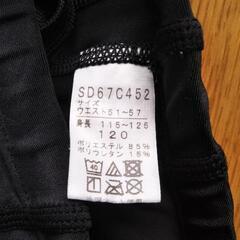 SD67C452
サイズ
ウエスト51~57
身長 115~125
120
ポリエステル 85%
ポリウレタン 15%
40